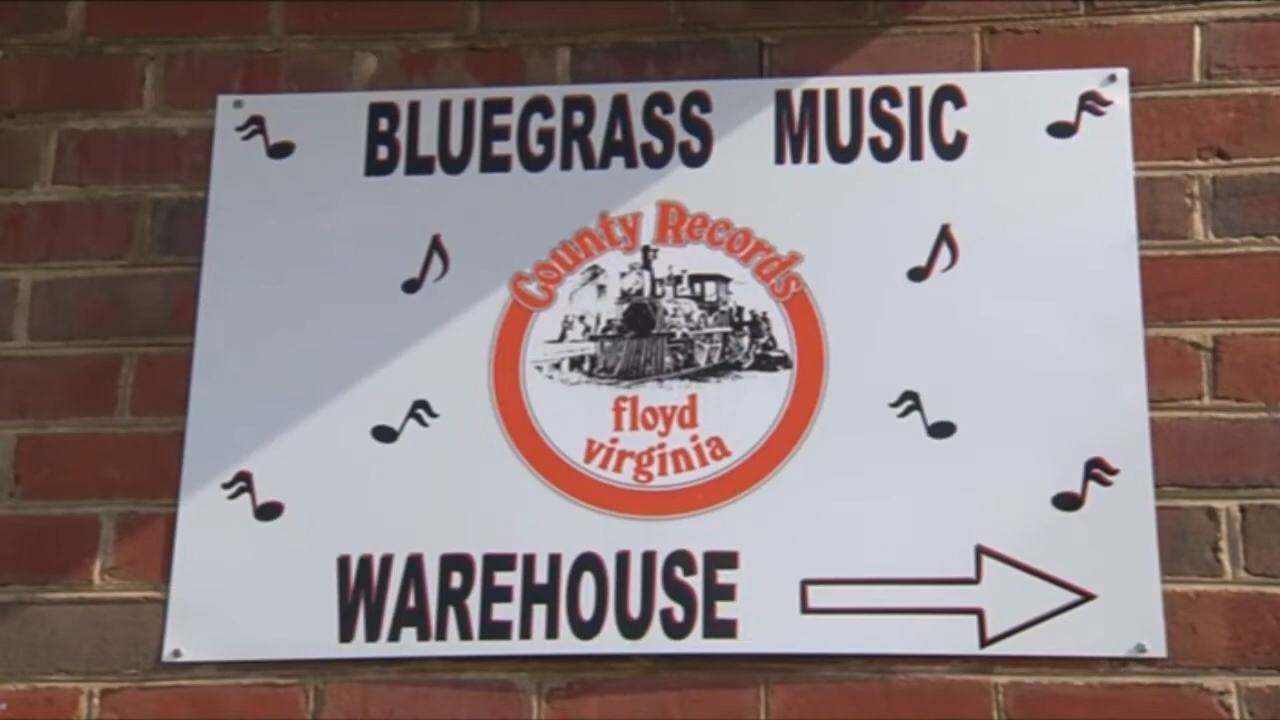 BLUEGRASS MUSIC
County Records
floyd
virginia
WAREHOUSE